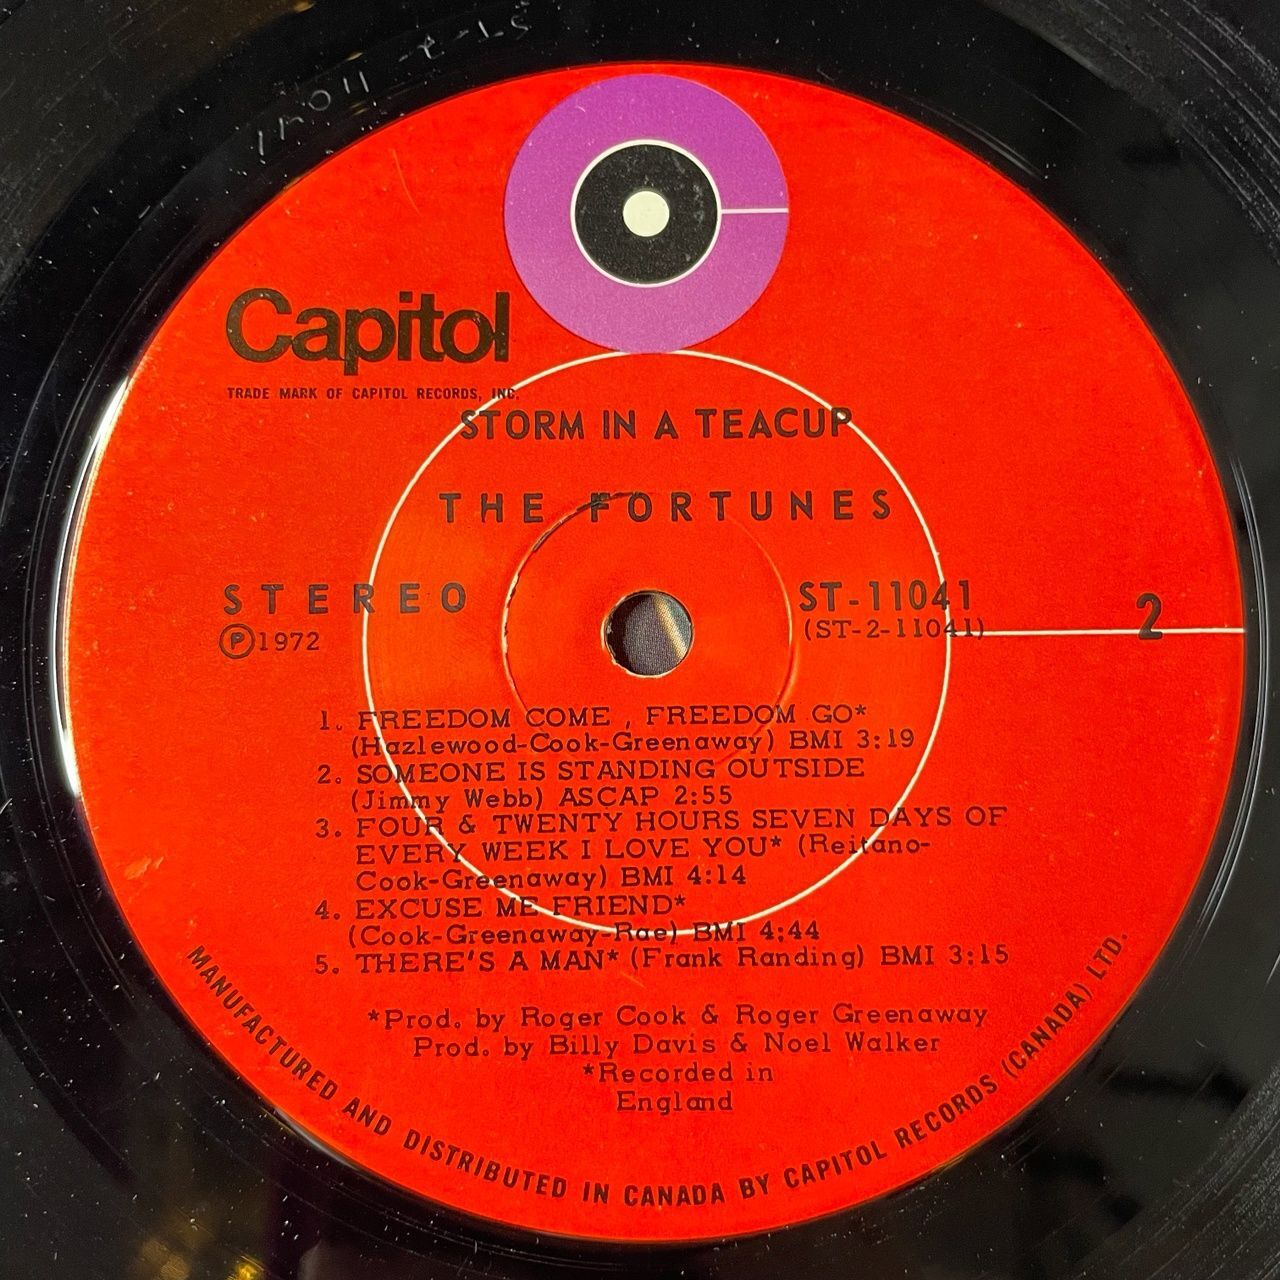 Capitol
TRADE MARK OF CAPITOL RECORDS, INC.
STORM IN A TEACUP
THE FORTUNES
STEREO
Ⓟ1972
ST-11041
(ST-2-11041)
2
1. FREEDOM COME, FREEDOM GO*
(Hazlewood-Cook-Greenaway) BMI 3:19
2. SOMEONE IS STANDING OUTSIDE
(Jimmy Webb) ASCAP 2:55
3. FOUR & TWENTY HOURS SEVEN DAYS OF
EVERY WEEK I LOVE YOU* (Reitano-
Cook-Greenaway) BMI 4:14
4. EXCUSE ME FRIEND*
(Cook-Greenaway-Rae) BMI 4:44
5. THERE'S A MAN* (Frank Randing) BMI 3:15
*Prod. by Roger Cook & Roger Greenaway
Prod. by Billy Davis & Noel Walker
*Recorded in
England
MANUFACTURED AND DISTRIBUTED IN CANADA BY CAPITOL RECORDS (CANADA) LTD.